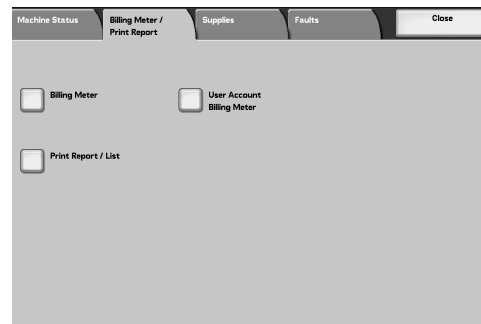 Machine Status
Billing Meter /
Print Report
Supplies
Faults
Close
Billing Meter
User Account
Billing Meter
Print Report / List